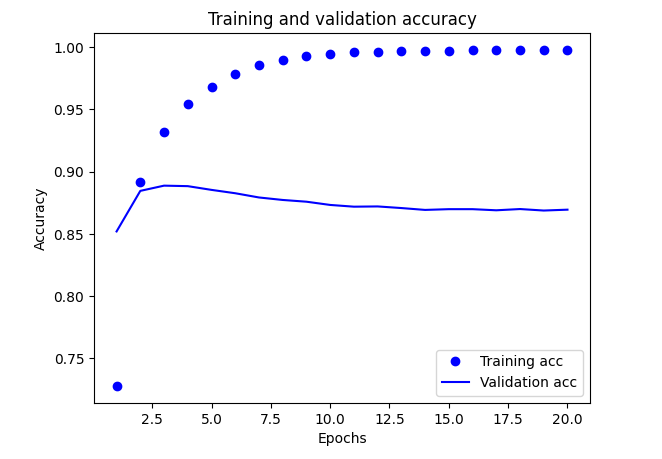 Training and validation accuracy
1.00
0.95
0.90
0.85
0.80
0.75
Accuracy
Training acc
Validation acc
2.5 5.0 7.5 10.0 12.5 15.0 17.5 20.0
Epochs